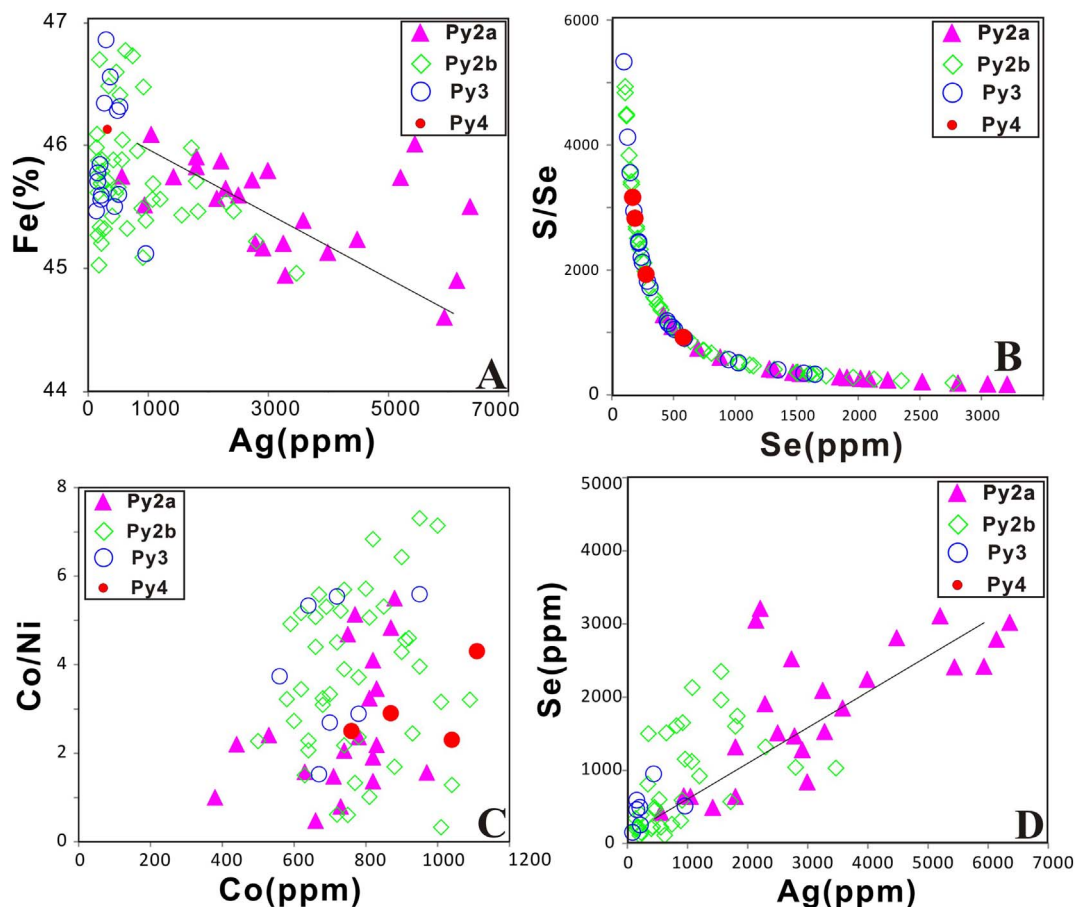 47
46
45
44
Fe(%)
0
1000
3000
5000
7000
Ag(ppm)
Py2a
Py2b
Py3
Py4
A
6000
4000
2000
0
S/Se
0
500
1000
1500
2000
2500
3000
Se(ppm)
Py2a
Py2b
Py3
Py4
B
8
6
4
2
0
Co/Ni
0
200
400
600
800
1000
1200
Co(ppm)
Py2a
Py2b
Py3
Py4
C
5000
4000
3000
2000
1000
0
Se(ppm)
0
1000
2000
3000
4000
5000
6000
7000
Ag(ppm)
Py2a
Py2b
Py3
Py4
D